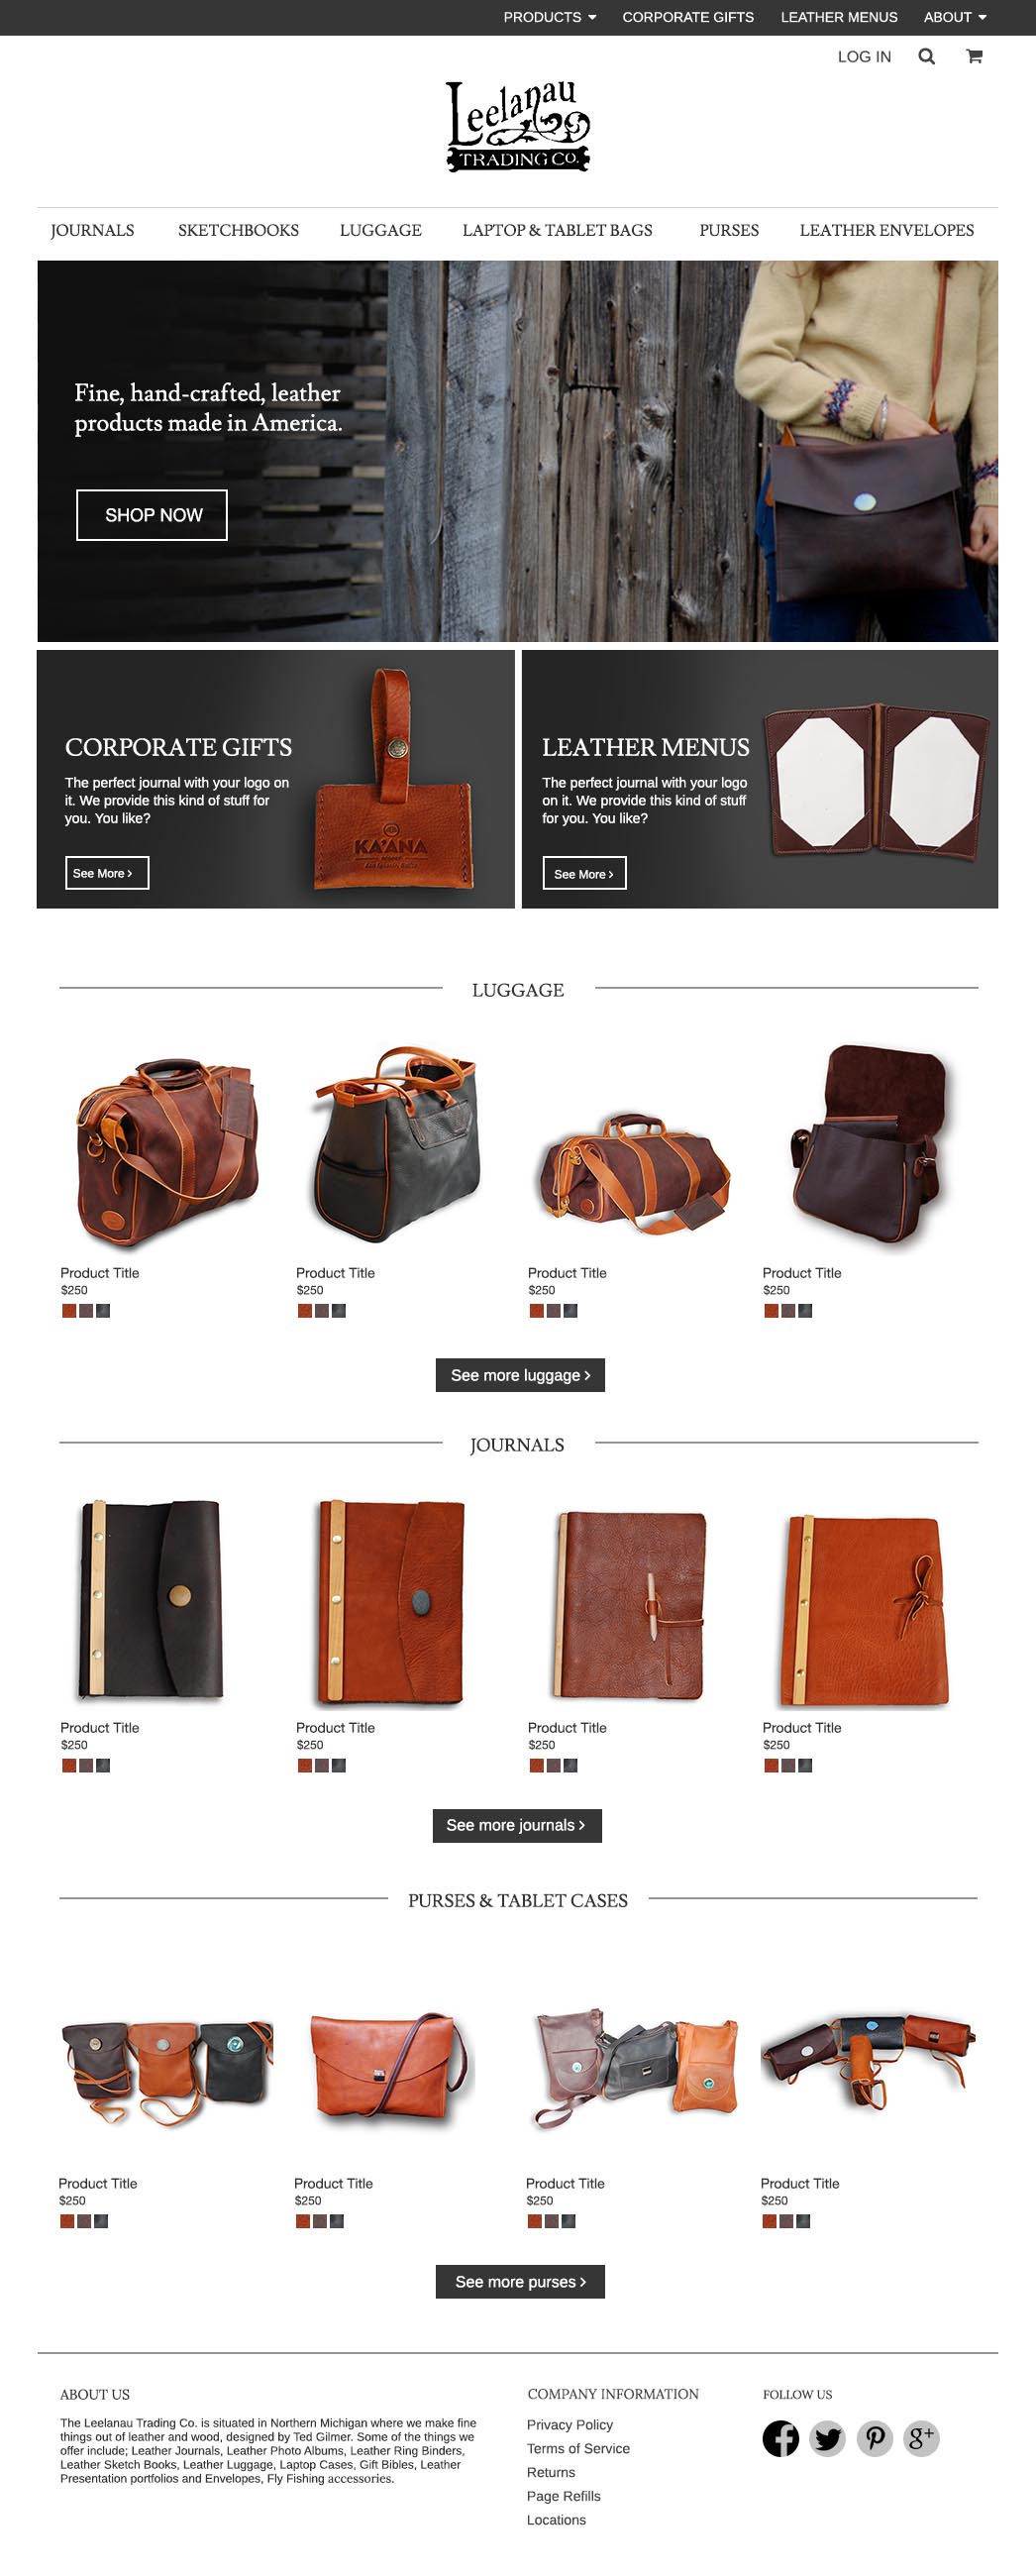 PRODUCTS CORPORATE GIFTS LEATHER MENUS ABOUT
LOG IN
Leelanau
TRADING CO.
JOURNALS SKETCHBOOKS LUGGAGE LAPTOP & TABLET BAGS PURSES LEATHER ENVELOPES
Fine, hand-crafted, leather
products made in America.
SHOP NOW
CORPORATE GIFTS
The perfect journal with your logo on
it. We provide this kind of stuff for
you. You like?
See More ›
KA'ANA
LEATHER MENUS
The perfect journal with your logo
on it. We provide this kind of stuff
for you. You like?
See More ›
LUGGAGE
Product Title Product Title Product Title Product Title
$250 $250 $250 $250
See more luggage ›
JOURNALS
Product Title Product Title Product Title Product Title
$250 $250 $250 $250
See more journals ›
PURSES & TABLET CASES
Product Title Product Title Product Title Product Title
$250 $250 $250 $250
See more purses ›
ABOUT US
The Leelanau Trading Co. is situated in Northern Michigan where we make fine
things out of leather and wood, designed by Ted Gilmer. Some of the things we
offer include; Leather Journals, Leather Photo Albums, Leather Ring Binders,
Leather Sketch Books, Leather Luggage, Laptop Cases, Gift Bibles, Leather
Presentation portfolios and Envelopes, Fly Fishing accessories.
COMPANY INFORMATION
Privacy Policy
Terms of Service
Returns
Page Refills
Locations
FOLLOW US
f g+